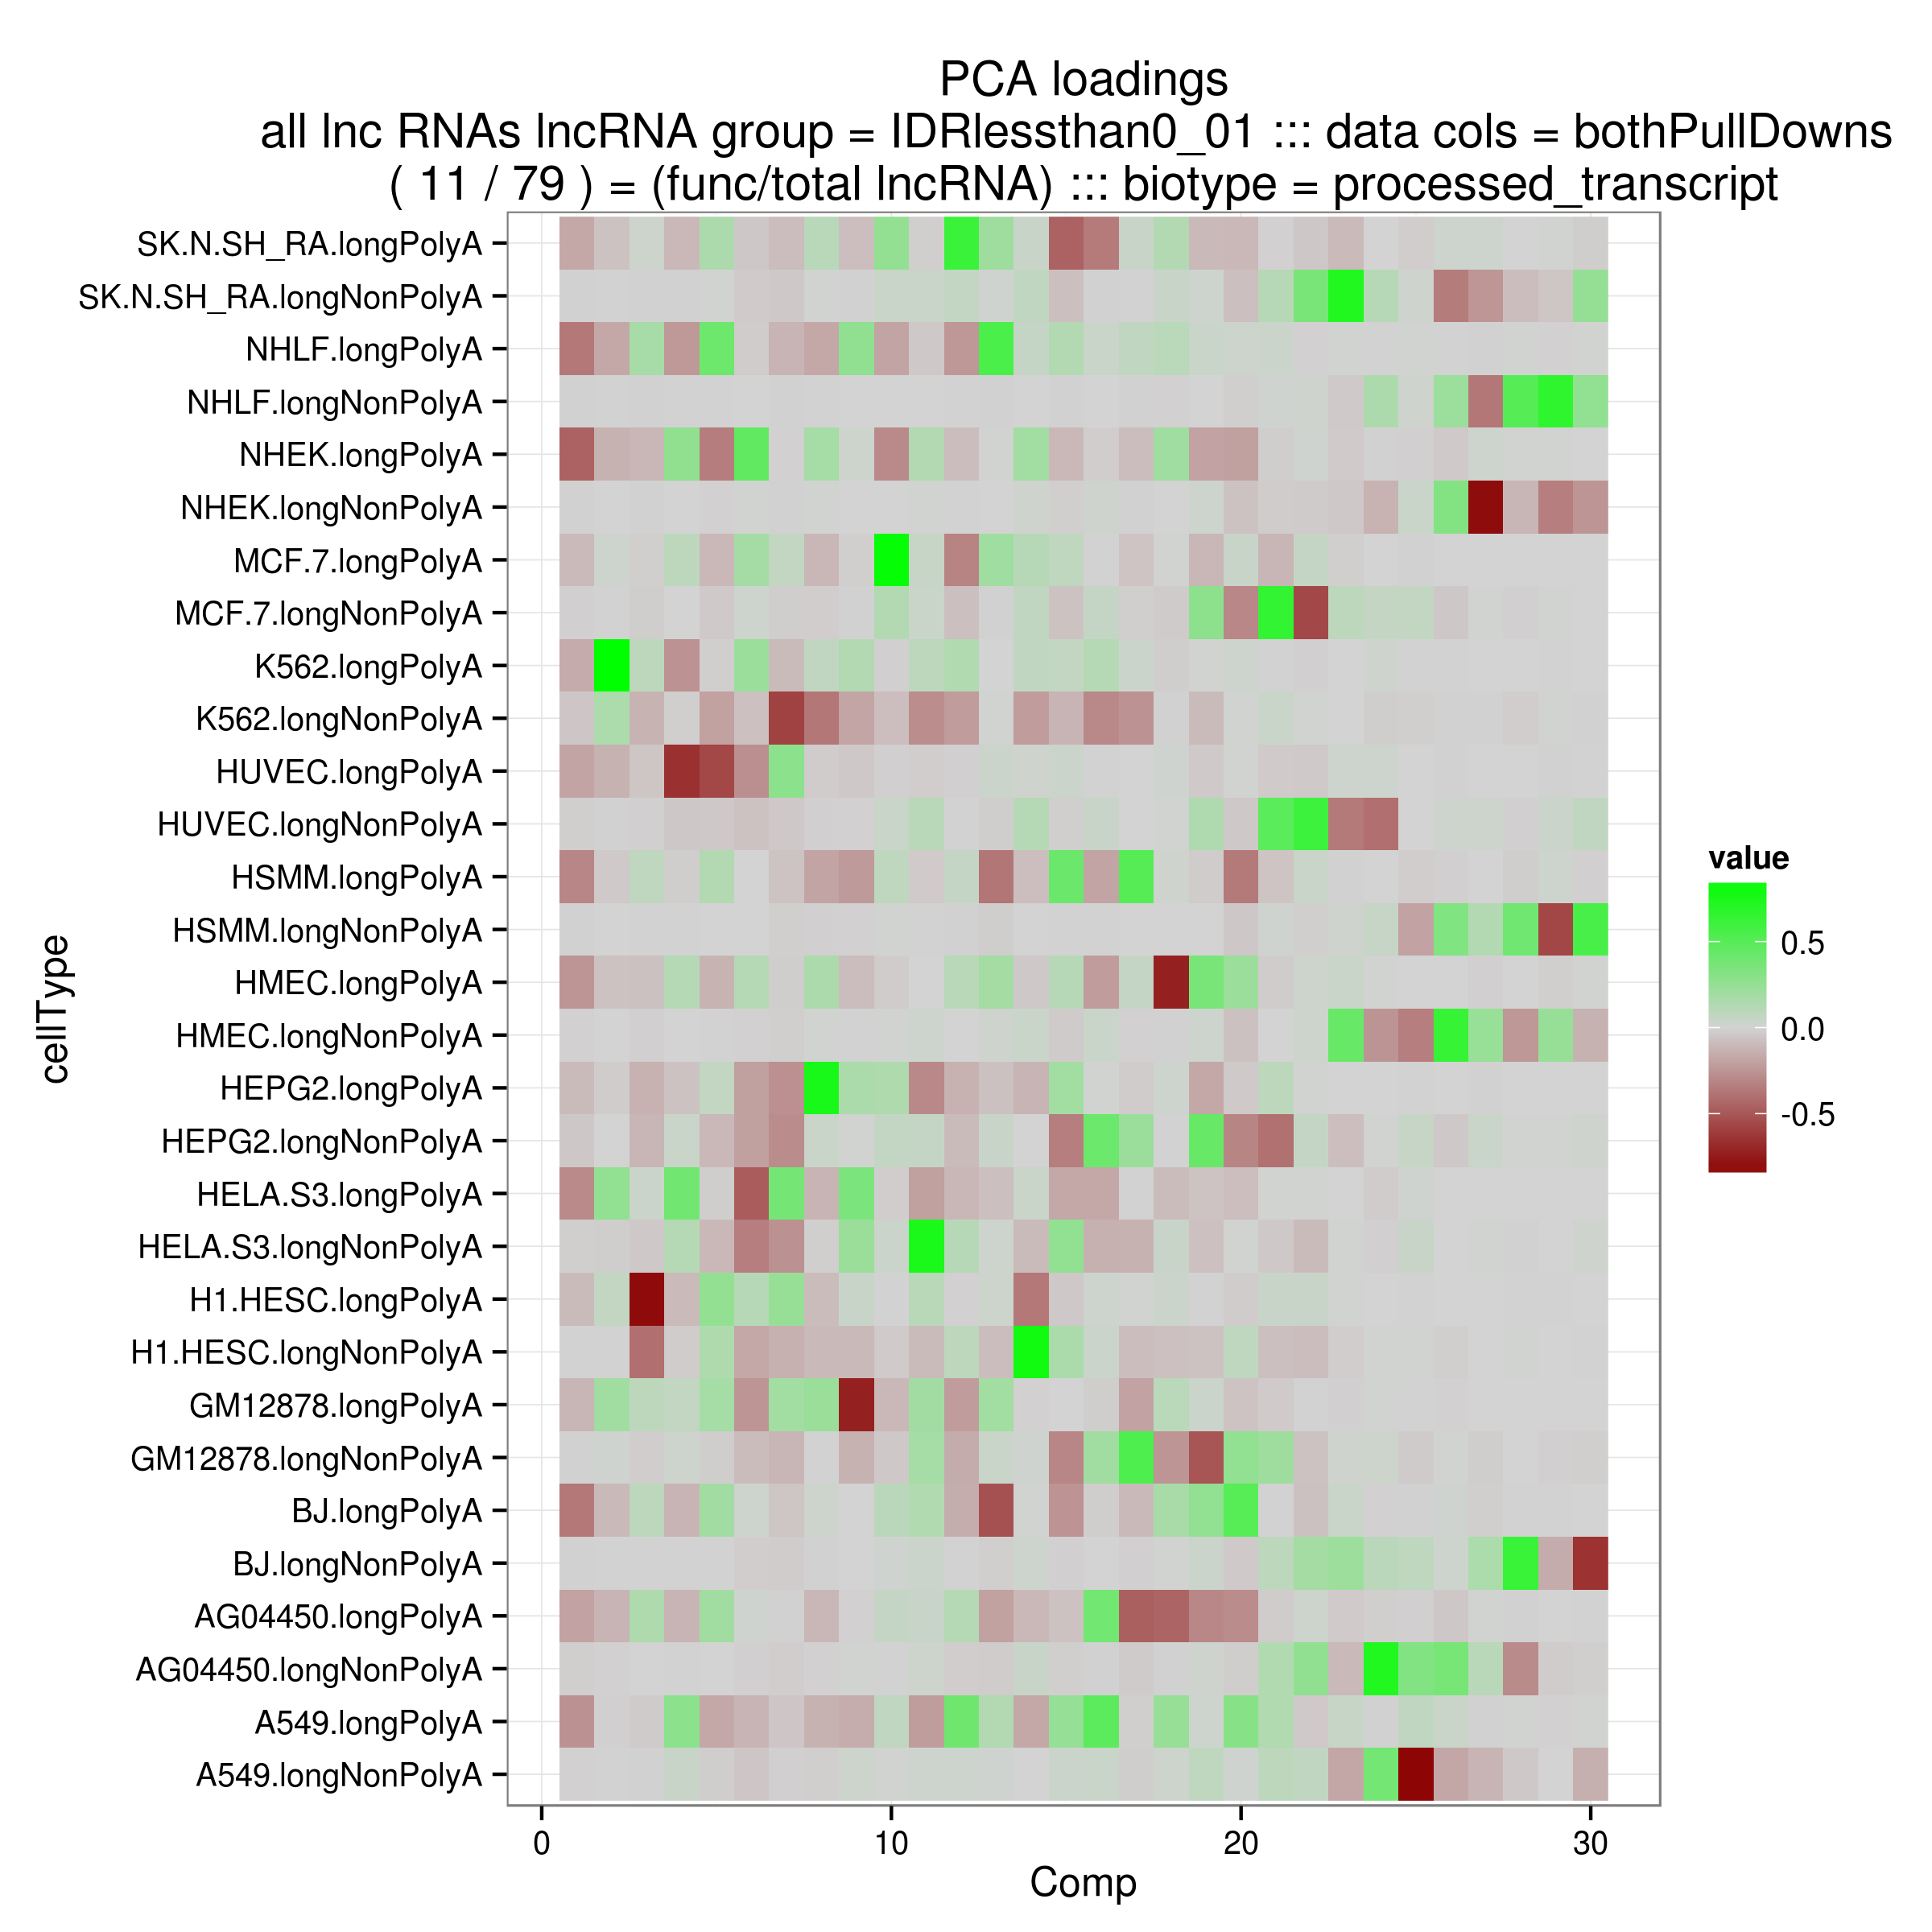 PCA loadings
all lnc RNAs lncRNA group = IDRlessthan0_01 ::: data cols = bothPullDowns
( 11 / 79 ) = (func/total lncRNA) ::: biotype = processed_transcript
SK.N.SH_RA.longPolyA
SK.N.SH_RA.longNonPolyA
NHLF.longPolyA
NHLF.longNonPolyA
NHEK.longPolyA
NHEK.longNonPolyA
MCF.7.longPolyA
MCF.7.longNonPolyA
K562.longPolyA
K562.longNonPolyA
HUVEC.longPolyA
HUVEC.longNonPolyA
HSMM.longPolyA
HSMM.longNonPolyA
HMEC.longPolyA
HMEC.longNonPolyA
HEPG2.longPolyA
HEPG2.longNonPolyA
HELA.S3.longPolyA
HELA.S3.longNonPolyA
H1.HESC.longPolyA
H1.HESC.longNonPolyA
GM12878.longPolyA
GM12878.longNonPolyA
BJ.longPolyA
BJ.longNonPolyA
AG04450.longPolyA
AG04450.longNonPolyA
A549.longPolyA
A549.longNonPolyA
cellType
0 10 20 30
Comp
value
0.5
0.0
-0.5